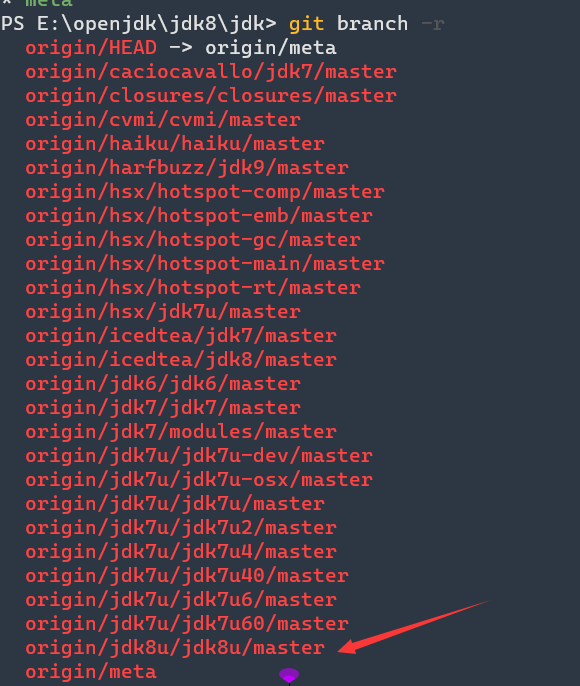 * meta
PS E:\openjdk\jdk8\jdk> git branch -r
origin/HEAD -> origin/meta
origin/caciocavallo/jdk7/master
origin/closures/closures/master
origin/cvmi/cvmi/master
origin/haiku/haiku/master
origin/harfbuzz/jdk9/master
origin/hsx/hotspot-comp/master
origin/hsx/hotspot-emb/master
origin/hsx/hotspot-gc/master
origin/hsx/hotspot-main/master
origin/hsx/hotspot-rt/master
origin/hsx/jdk7u/master
origin/icedtea/jdk7/master
origin/icedtea/jdk8/master
origin/jdk6/jdk6/master
origin/jdk7/jdk7/master
origin/jdk7/modules/master
origin/jdk7u/jdk7u-dev/master
origin/jdk7u/jdk7u-osx/master
origin/jdk7u/jdk7u/master
origin/jdk7u/jdk7u2/master
origin/jdk7u/jdk7u4/master
origin/jdk7u/jdk7u40/master
origin/jdk7u/jdk7u6/master
origin/jdk7u/jdk7u60/master
origin/jdk8u/jdk8u/master
origin/meta